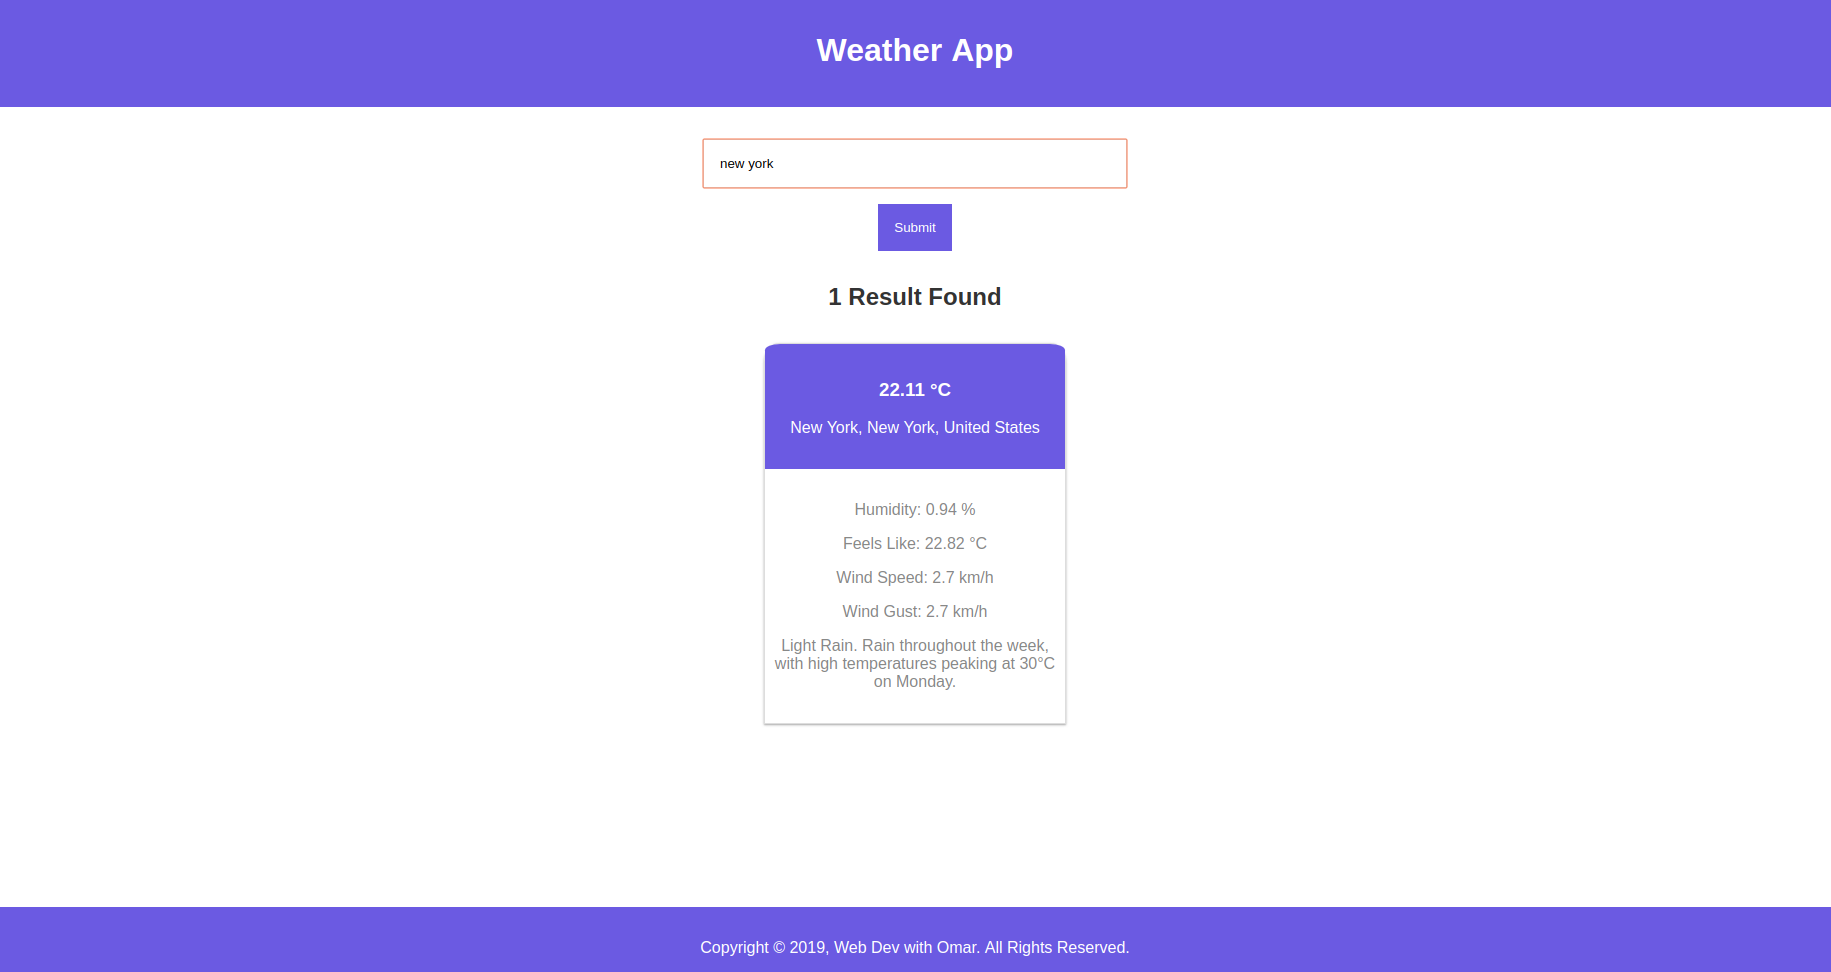 Weather App
new york
Submit
1 Result Found
22.11 °C
New York, New York, United States
Humidity: 0.94 %
Feels Like: 22.82 °C
Wind Speed: 2.7 km/h
Wind Gust: 2.7 km/h
Light Rain. Rain throughout the week,
with high temperatures peaking at 30°C
on Monday.
Copyright © 2019, Web Dev with Omar. All Rights Reserved.